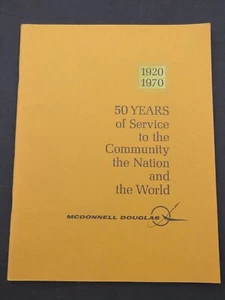 1920
1970
50 YEARS
of Service
to the
Community
the Nation
and
the World
MCDONNELL DOUGLAS